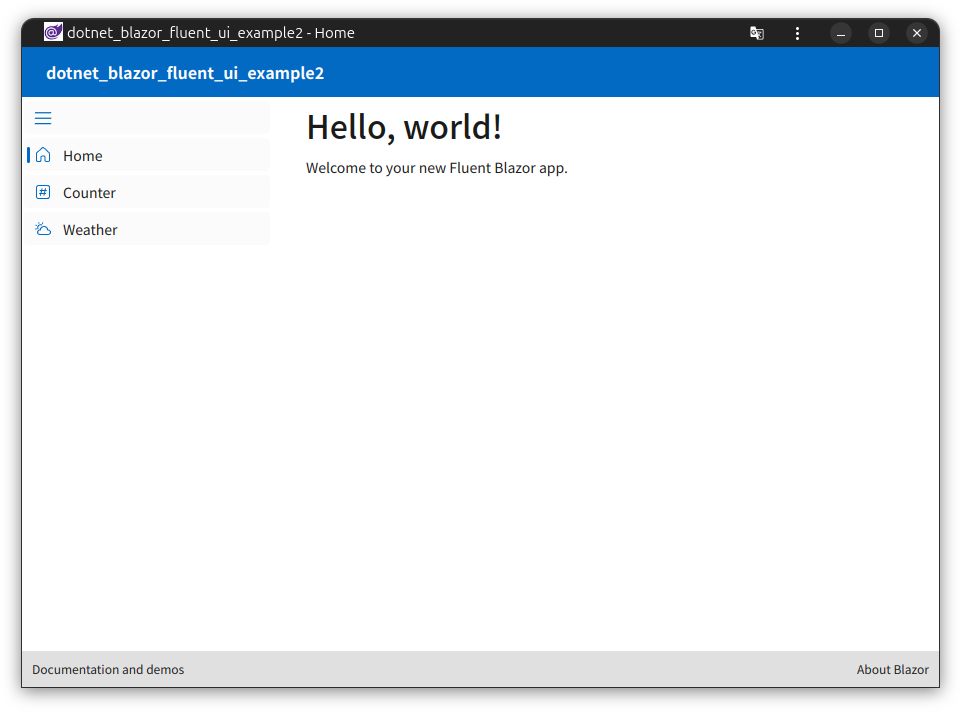 dotnet_blazor_fluent_ui_example2 - Home
dotnet_blazor_fluent_ui_example2
Home
Counter
Weather
Hello, world!
Welcome to your new Fluent Blazor app.
Documentation and demos
About Blazor